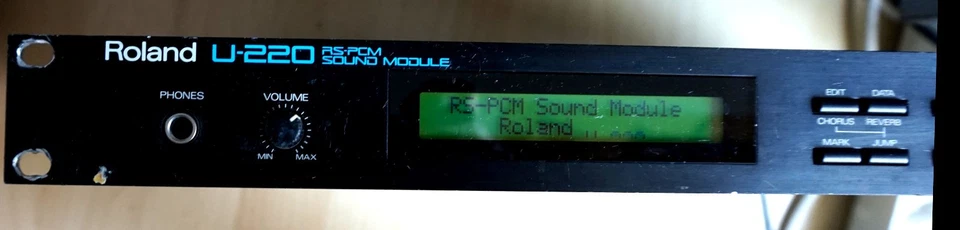 Roland U-220 RS-PCM
SOUND MODULE
PHONES
VOLUME
MIN MAX
RS-PCM Sound Module
Roland U-220
EDIT DATA
CHORUS REVERB
MARK JUMP